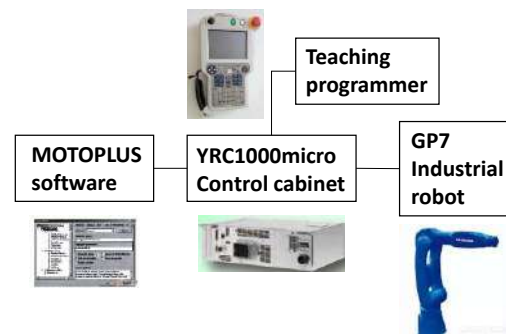 Teaching
programmer
MOTOPLUS
software
YRC1000micro
Control cabinet
GP7
Industrial
robot